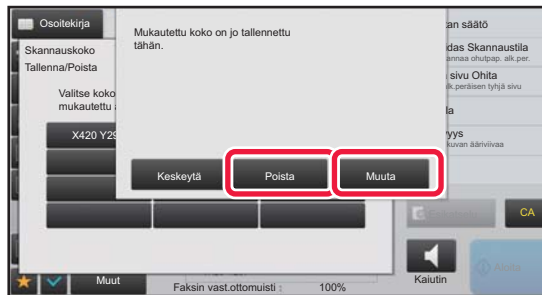 Osoitekirja
Mukautettu koko on jo tallennettu
tähän.
an säätö
Skannauskoko
das Skannaustila
annaa ohutpap. alk.per.
Tallenna/Poista
sivu Ohita
lk.peräisen tyhjä sivu
Valitse koko
mukautettu
la
X420 Y29
yys
kuvan ääriviivaa
Keskeytä
Poista
Muuta
CA
Aloita
Muut
Faksin vast.ottomuisti :
100%
Kaiutin